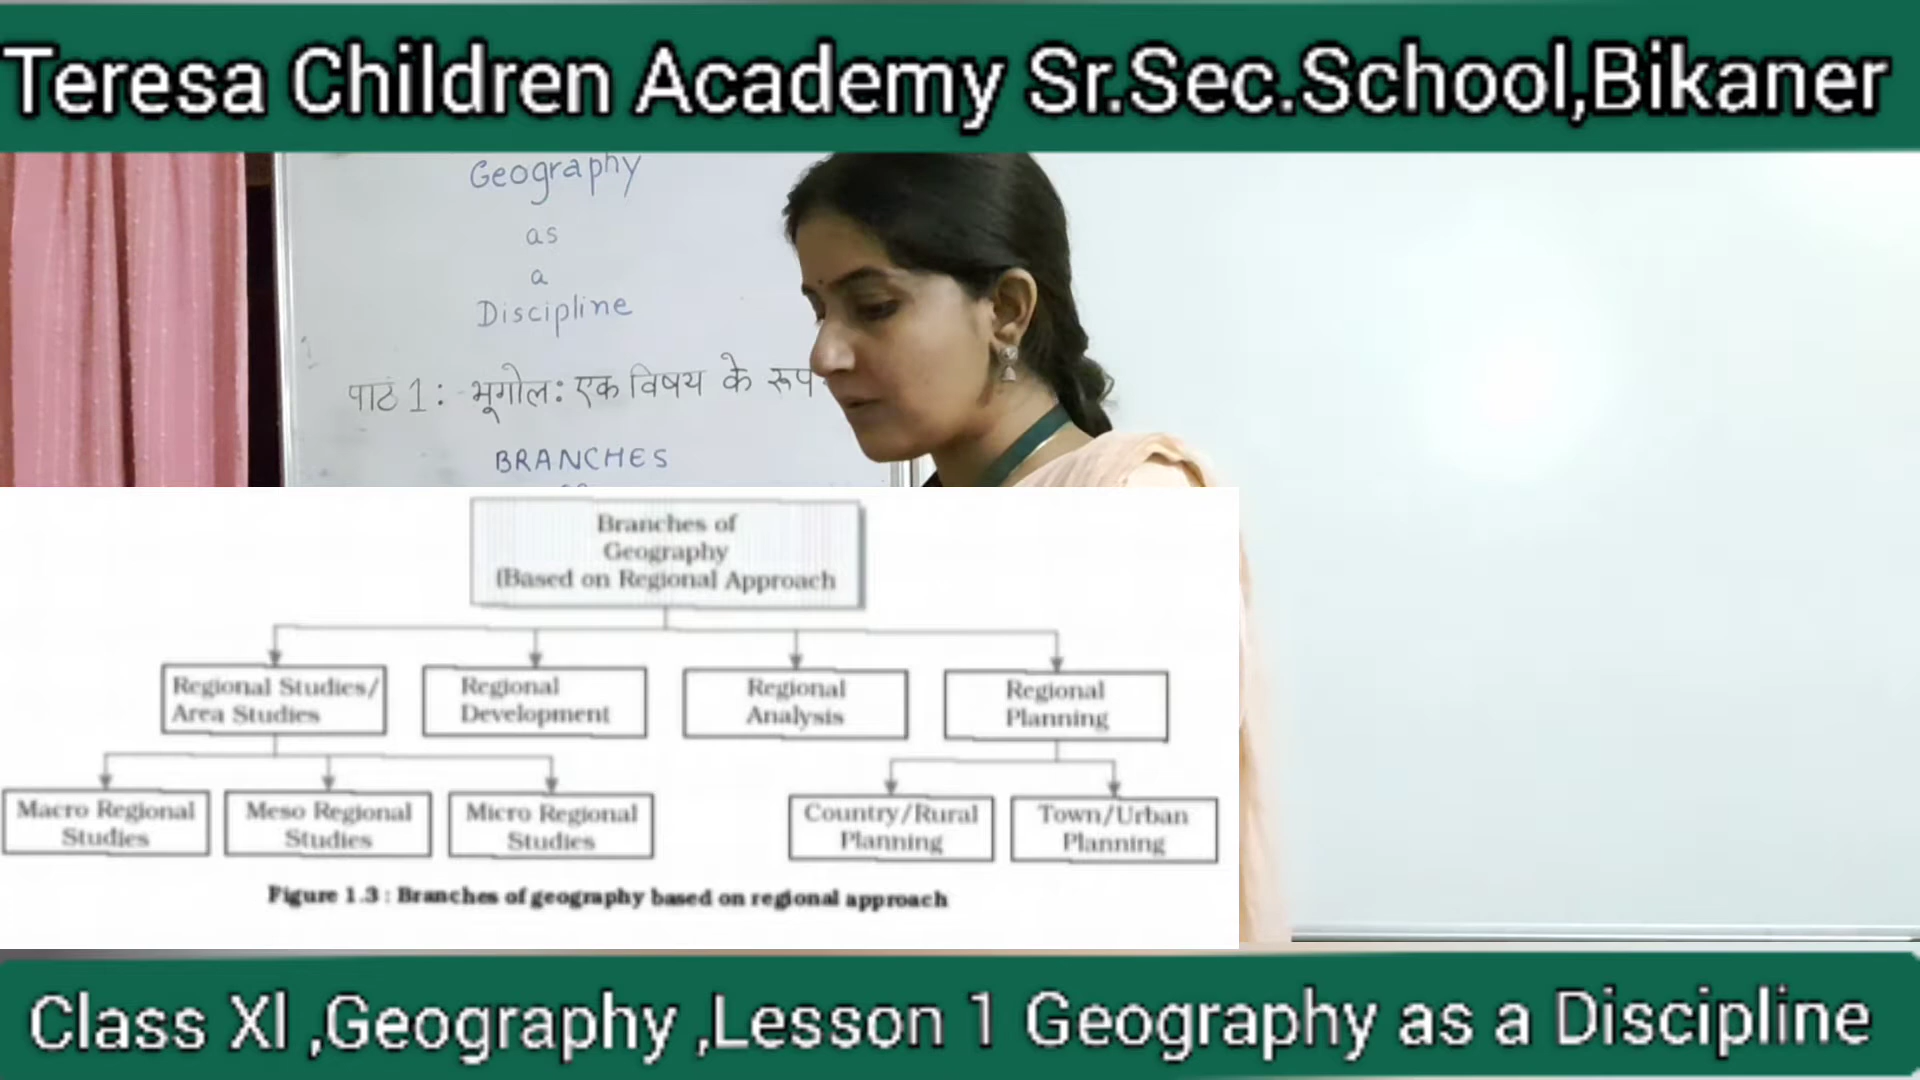 Teresa Children Academy Sr.Sec.School,Bikaner
Geography
as
a
Discipline
पाठ 1: भूगोल: एक विषय के रूप
BRANCHES
Branches of
Geography
(Based on Regional Approach
Regional Studies/
Area Studies
Regional
Development
Regional
Analysis
Regional
Planning
Macro Regional
Studies
Meso Regional
Studies
Micro Regional
Studies
Country/Rural
Planning
Town/Urban
Planning
Figure 1.3 : Branches of geography based on regional approach
Class Xl ,Geography ,Lesson 1 Geography as a Discipline